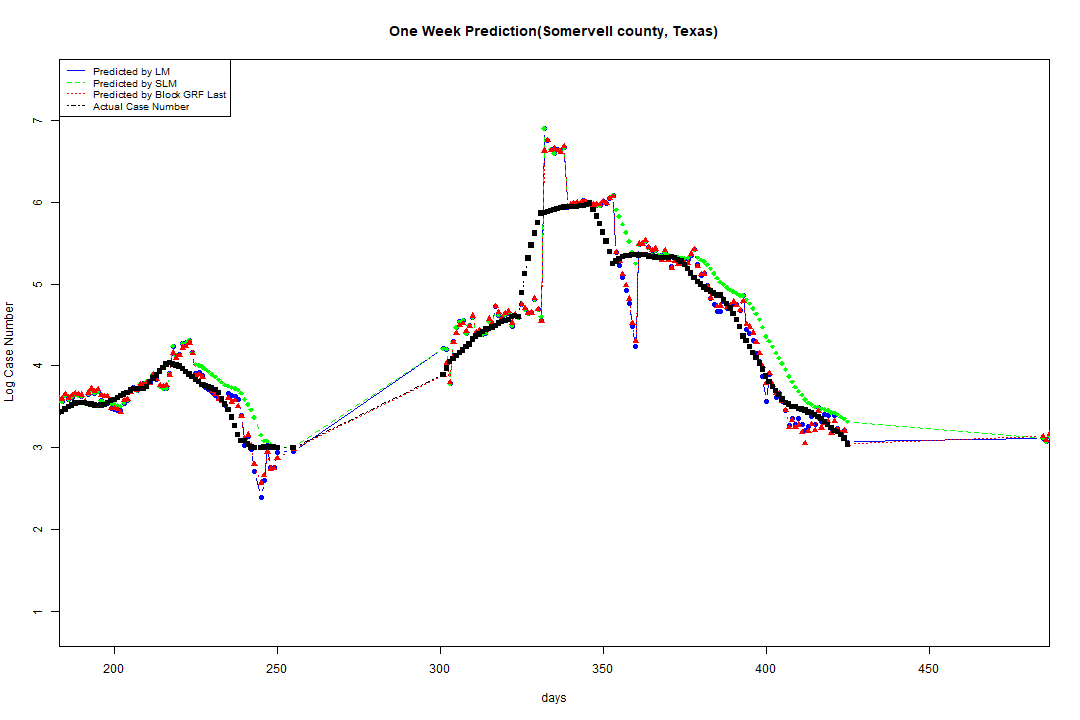 One Week Prediction(Somervell county, Texas)
Predicted by LM
Predicted by SLM
Predicted by Block GRF Last
Actual Case Number
7
6
5
4
3
2
1
Log Case Number
200 250 300 350 400 450
days